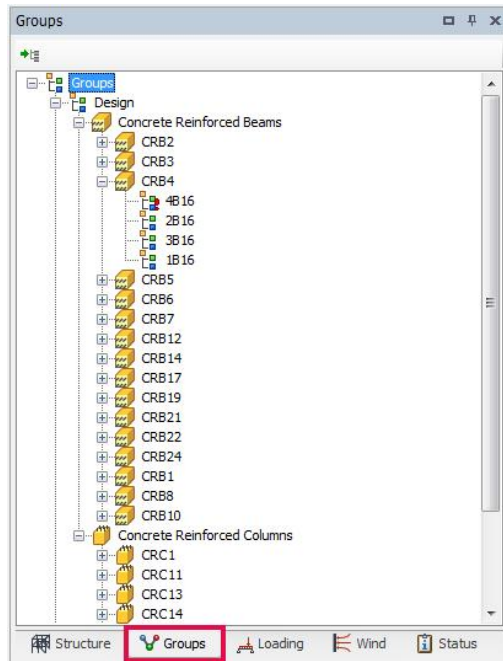 Groups
Groups
Design
Concrete Reinforced Beams
CRB2
CRB3
CRB4
4B16
2B16
3B16
1B16
CRB5
CRB6
CRB7
CRB12
CRB14
CRB17
CRB19
CRB21
CRB22
CRB24
CRB1
CRB8
CRB10
Concrete Reinforced Columns
CRC1
CRC11
CRC13
CRC14
Structure Groups Loading Wind Status